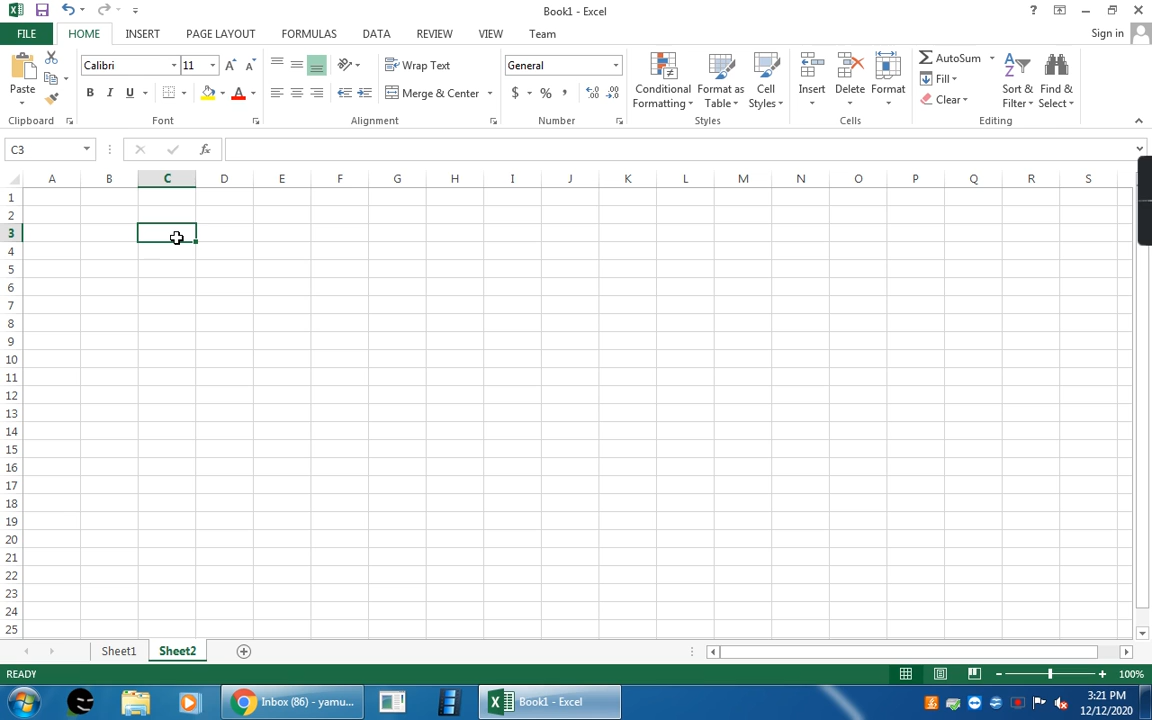 Book1 - Excel
FILE HOME INSERT PAGE LAYOUT FORMULAS DATA REVIEW VIEW Team Sign in
Calibri 11 Wrap Text General AutoSum
Paste B I U Merge & Center $ % , Conditional Formatting Format as Table Cell Styles Insert Delete Format Fill Clear Sort & Filter Find & Select
Clipboard Font Alignment Number Styles Cells Editing
C3 fx
A B C D E F G H I J K L M N O P Q R S
1
2
3
4
5
6
7
8
9
10
11
12
13
14
15
16
17
18
19
20
21
22
23
24
25
Sheet1 Sheet2
READY 100%
Inbox (86) - yamu... Book1 - Excel 3:21 PM
12/12/2020